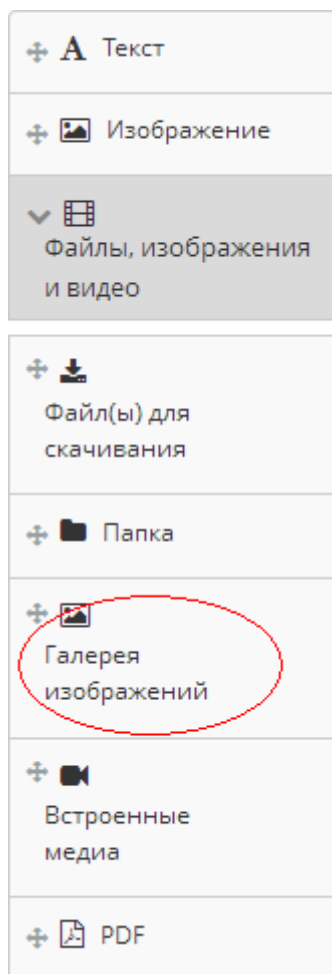 Текст
Изображение
Файлы, изображения
и видео
Файл(ы) для
скачивания
Папка
Галерея
изображений
Встроенные
медиа
PDF